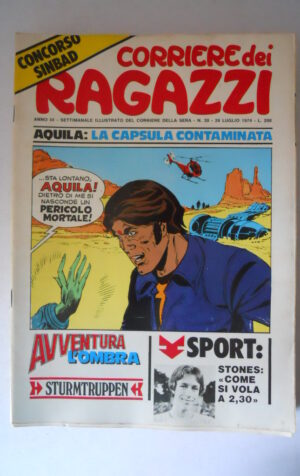 CONCORSO
SINBAD
CORRIERE dei
RAGAZZI
ANNO III - SETTIMANALE ILLUSTRATO DEL CORRIERE DELLA SERA - N. 30 - 28 LUGLIO 1974 - L. 200
AQUILA: LA CAPSULA CONTAMINATA
...STA LONTANO,
AQUILA!
DIETRO DI ME SI
NASCONDE UN
PERICOLO
MORTALE!
AVVENTURA
L'OMBRA
STURMTRUPPEN
SPORT:
STONES:
«COME
SI VOLA
A 2,30»